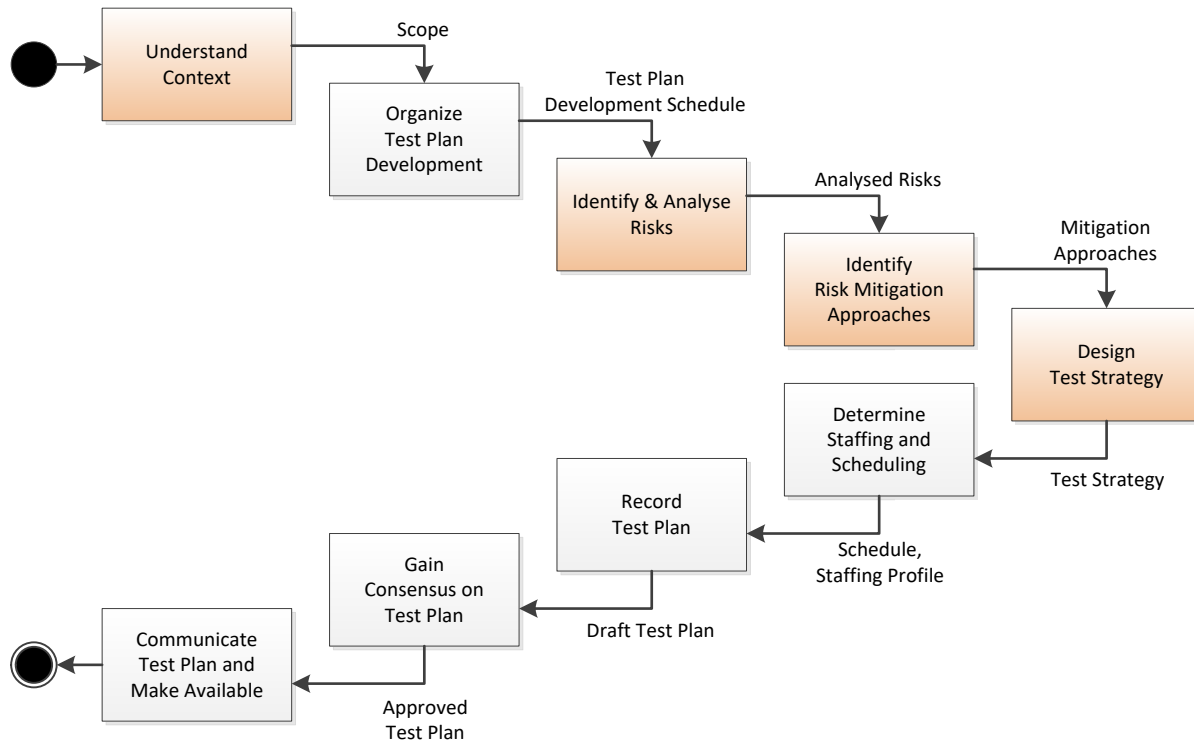 Understand
Context
Scope
Organize
Test Plan
Development
Test Plan
Development Schedule
Identify & Analyse
Risks
Analysed Risks
Identify
Risk Mitigation
Approaches
Mitigation
Approaches
Design
Test Strategy
Test Strategy
Determine
Staffing and
Scheduling
Schedule,
Staffing Profile
Record
Test Plan
Draft Test Plan
Gain
Consensus on
Test Plan
Approved
Test Plan
Communicate
Test Plan and
Make Available